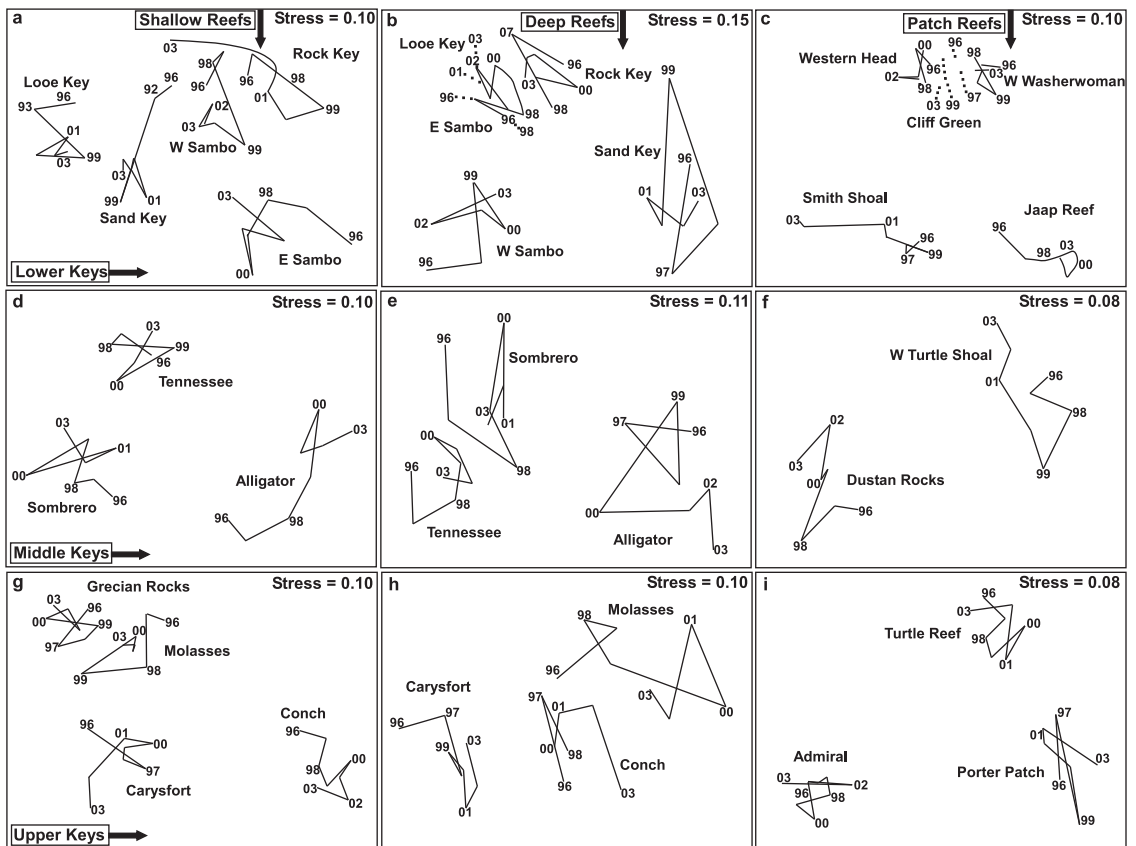 a Shallow Reefs Stress = 0.10
03 Rock Key
96 98 96 98
Looe Key 92 96
96 93 01 99
01 02
03 99 03 W Sambo 99
03 03 98
99 01
Sand Key 96
00 E Sambo
Lower Keys
b Deep Reefs Stress = 0.15
Looe Key 03 07
02 00 96
01 03 Rock Key 00
96 98
E Sambo 96 98
98
99
Sand Key 96
99 03 01 03
02 00
W Sambo
96 97
c Patch Reefs Stress = 0.10
Western Head 00 96 98
96 96
02 98 03 W Washerwoman
03 99 97 99
Cliff Green
Smith Shoal
03 01 Jaap Reef
96 96
97 99 98 03
00
d Stress = 0.10
03
98 99
96
00 Tennessee
00
03 03
01
00 Alligator
98
Sombrero 96 96 98
Middle Keys
e Stress = 0.11
00
96 Sombrero
99
03 01 97 96
00
96 03 98
98 02
00
Tennessee Alligator 03
f Stress = 0.08
03
W Turtle Shoal
01 96
02 98
03
00 99
Dustan Rocks
96
98
g Stress = 0.10
Grecian Rocks
03 96
00 99 00 96
97 03 Molasses
99 98
Conch
96 01 96
00 00
97 98
Carysfort 03 02
03
Upper Keys
h Stress = 0.10
Molasses
98 01
96
Carysfort 97 03
97 01 00
96
03
99 00 98
Conch
96 03
01
i Stress = 0.08
96
03
Turtle Reef 98 00
01
97
01
Admiral 03
03 02 Porter Patch 96
96 98
00 99